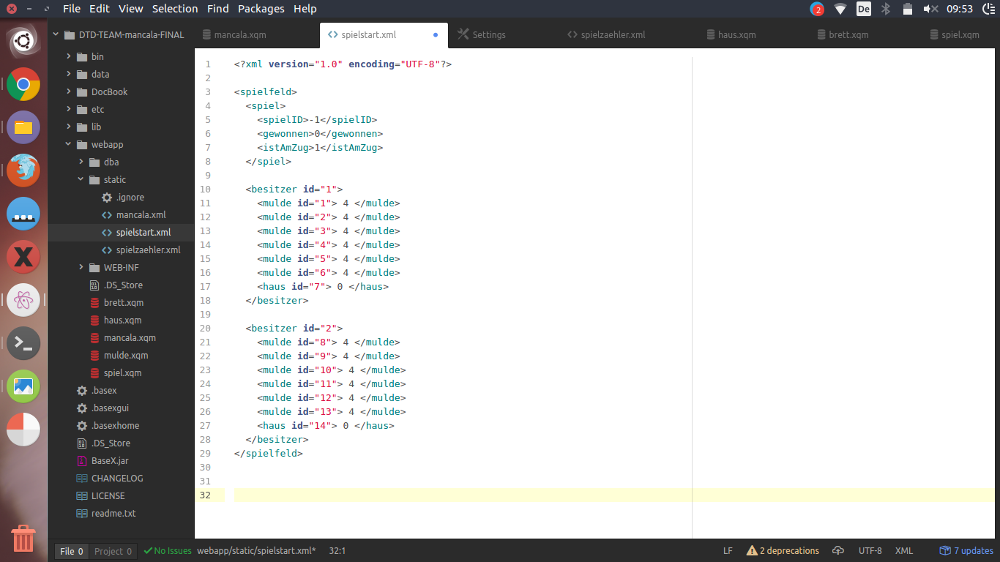 File Edit View Selection Find Packages Help
2 De 09:53
DTD-TEAM-mancala-FINAL
mancala.xqm spielstart.xml Settings spielzaehler.xml haus.xqm brett.xqm spiel.xqm
bin
data
DocBook
etc
lib
webapp
dba
static
.ignore
mancala.xml
spielstart.xml
spielzaehler.xml
WEB-INF
.DS_Store
brett.xqm
haus.xqm
mancala.xqm
mulde.xqm
spiel.xqm
.basex
.basexgui
.basexhome
.DS_Store
BaseX.jar
CHANGELOG
LICENSE
readme.txt
1 <?xml version="1.0" encoding="UTF-8"?>
2
3 <spielfeld>
4 <spiel>
5 <spielID>-1</spielID>
6 <gewonnen>0</gewonnen>
7 <istAmZug>1</istAmZug>
8 </spiel>
9
10 <besitzer id="1">
11 <mulde id="1"> 4 </mulde>
12 <mulde id="2"> 4 </mulde>
13 <mulde id="3"> 4 </mulde>
14 <mulde id="4"> 4 </mulde>
15 <mulde id="5"> 4 </mulde>
16 <mulde id="6"> 4 </mulde>
17 <haus id="7"> 0 </haus>
18 </besitzer>
19
20 <besitzer id="2">
21 <mulde id="8"> 4 </mulde>
22 <mulde id="9"> 4 </mulde>
23 <mulde id="10"> 4 </mulde>
24 <mulde id="11"> 4 </mulde>
25 <mulde id="12"> 4 </mulde>
26 <mulde id="13"> 4 </mulde>
27 <haus id="14"> 0 </haus>
28 </besitzer>
29 </spielfeld>
30
31
32
File 0 Project 0 No Issues webapp/static/spielstart.xml* 32:1 LF 2 deprecations UTF-8 XML 7 updates